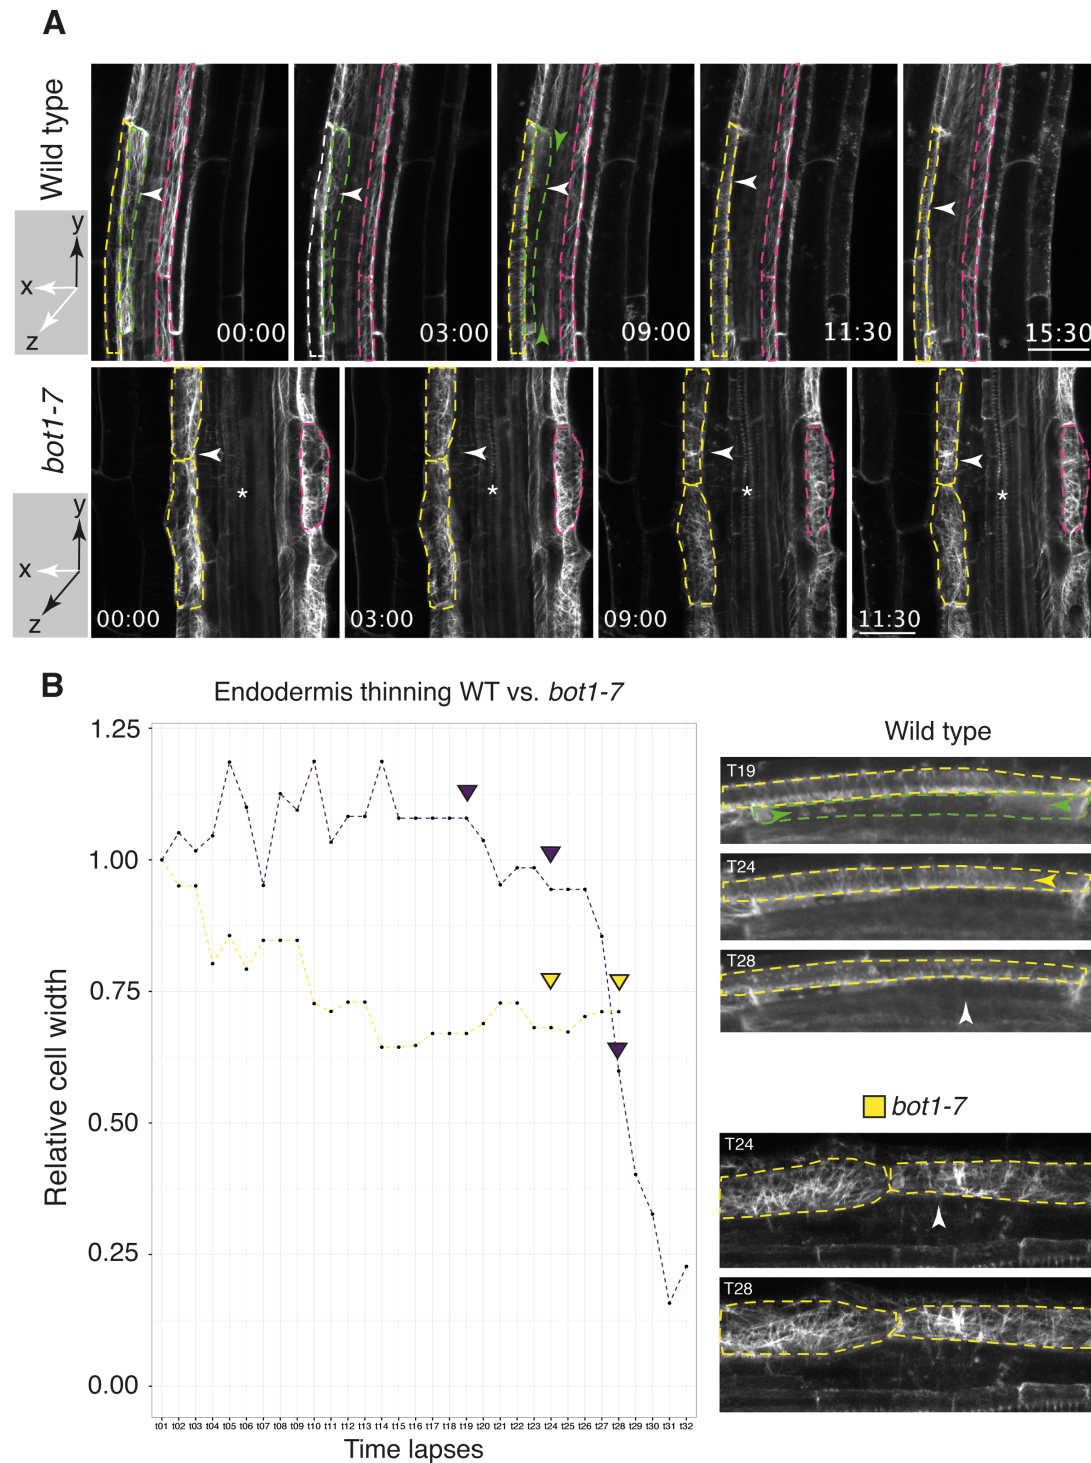 A
Wild type
y
x
z
00:00
03:00
09:00
11:30
15:30
bot1-7
y
x
z
00:00
03:00
09:00
11:30
B
Endodermis thinning WT vs. bot1-7
Relative cell width
1.25
1.00
0.75
0.50
0.25
0.00
t01 t02 t03 t04 t05 t06 t07 t08 t09 t10 t11 t12 t13 t14 t15 t16 t17 t18 t19 t20 t21 t22 t23 t24 t25 t26 t27 t28 t29 t30 t31 t32
Time lapses
Wild type
T19
T24
T28
bot1-7
T24
T28